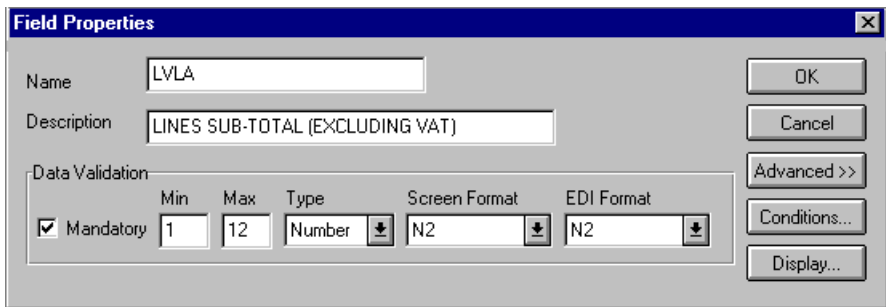 Field Properties
Name LVLA OK
Description LINES SUB-TOTAL (EXCLUDING VAT) Cancel
Data Validation Advanced >>
Min Max Type Screen Format EDI Format
Mandatory 1 12 Number N2 N2 Conditions...
Display...